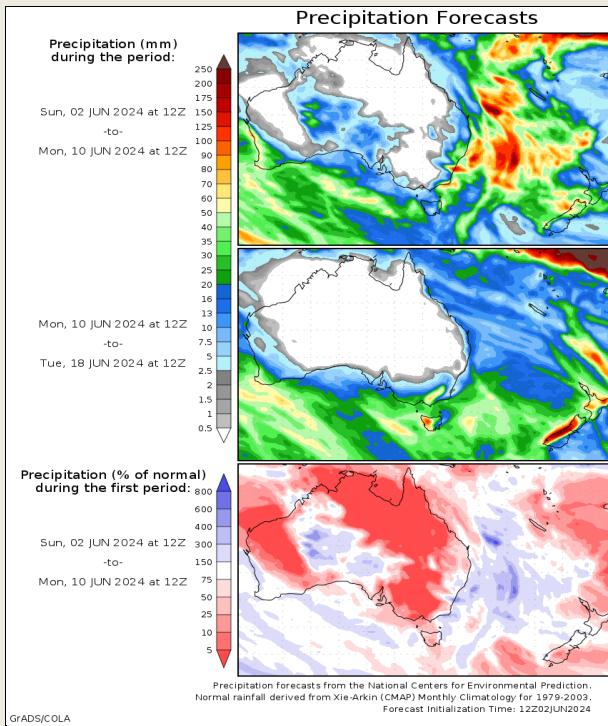 Precipitation Forecasts
Precipitation (mm)
during the period:
Sun, 02 JUN 2024 at 12Z
-to-
Mon, 10 JUN 2024 at 12Z
250
200
175
150
125
100
90
80
70
60
50
40
35
30
25
20
16
13
10
7.5
5
2.5
2
1.5
1
0.5
Mon, 10 JUN 2024 at 12Z
-to-
Tue, 18 JUN 2024 at 12Z
Precipitation (% of normal)
during the first period:
Sun, 02 JUN 2024 at 12Z
-to-
Mon, 10 JUN 2024 at 12Z
800
600
400
300
150
75
50
25
10
5
Precipitation forecasts from the National Centers for Environmental Prediction.
Normal rainfall derived from Xie-Arkin (CMAP) Monthly Climatology for 1979-2003.
Forecast Initialization Time: 12Z02JUN2024
GrADS/COLA